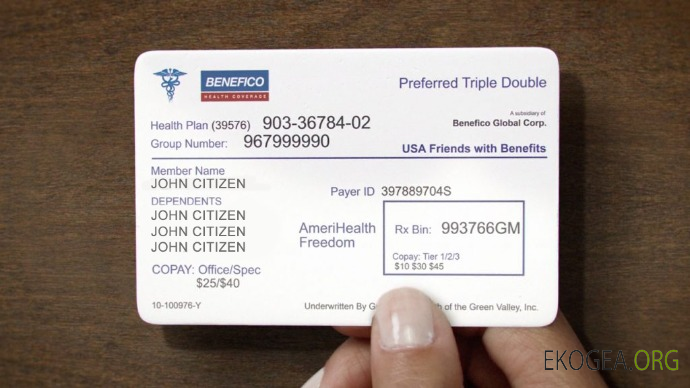 BENEFICO
HEALTH COVERAGE
Preferred Triple Double
A subsidiary of
Benefico Global Corp.
Health Plan (39576) 903-36784-02
Group Number: 967999990
USA Friends with Benefits
Member Name
JOHN CITIZEN
Payer ID 397889704S
DEPENDENTS
JOHN CITIZEN
JOHN CITIZEN
JOHN CITIZEN
AmeriHealth
Freedom
Rx Bin: 993766GM
Copay: Tier 1/2/3
$10 $30 $45
COPAY: Office/Spec
$25/$40
10-100976-Y
Underwritten By of the Green Valley, Inc.
EKOGEA.ORG